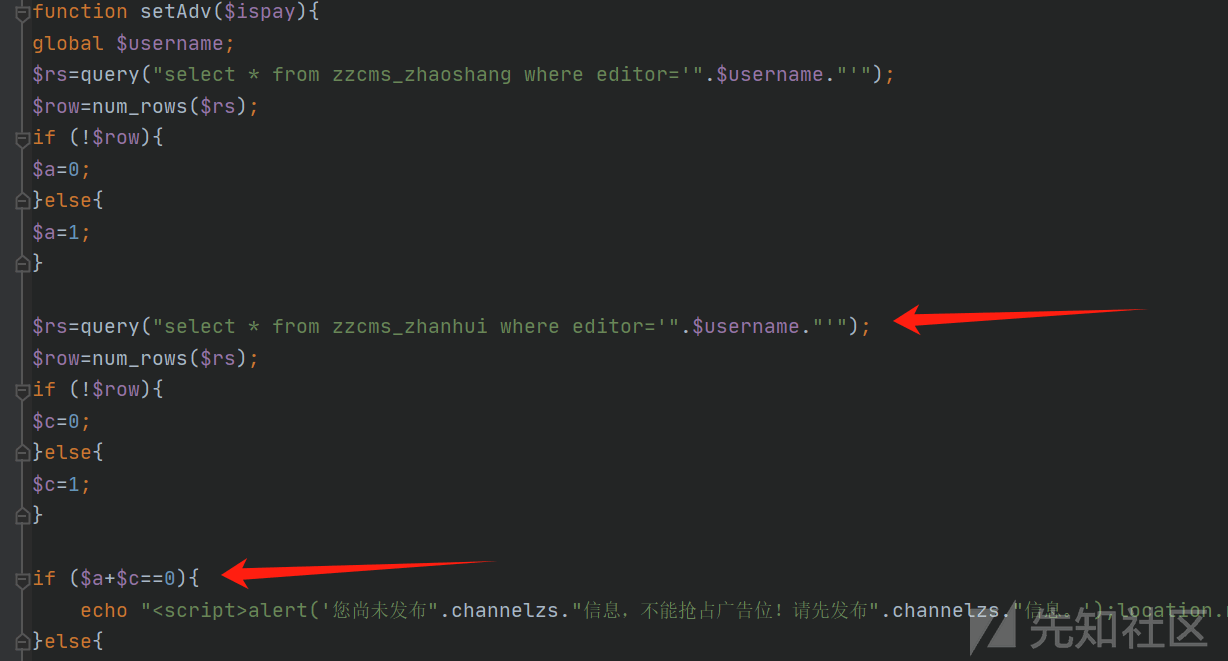 function setAdv($ispay){
global $username;
$rs=query("select * from zzcms_zhaoshang where editor='".$username."'");
$row=num_rows($rs);
if (!$row){
$a=0;
}else{
$a=1;
}
$rs=query("select * from zzcms_zhanhui where editor='".$username."'");
$row=num_rows($rs);
if (!$row){
$c=0;
}else{
$c=1;
}
if ($a+$c==0){
echo "<script>alert('您尚未发布".channelzs."信息，不能抢占广告位！请先发布".channelzs."信息。');location.
}else{
先知社区